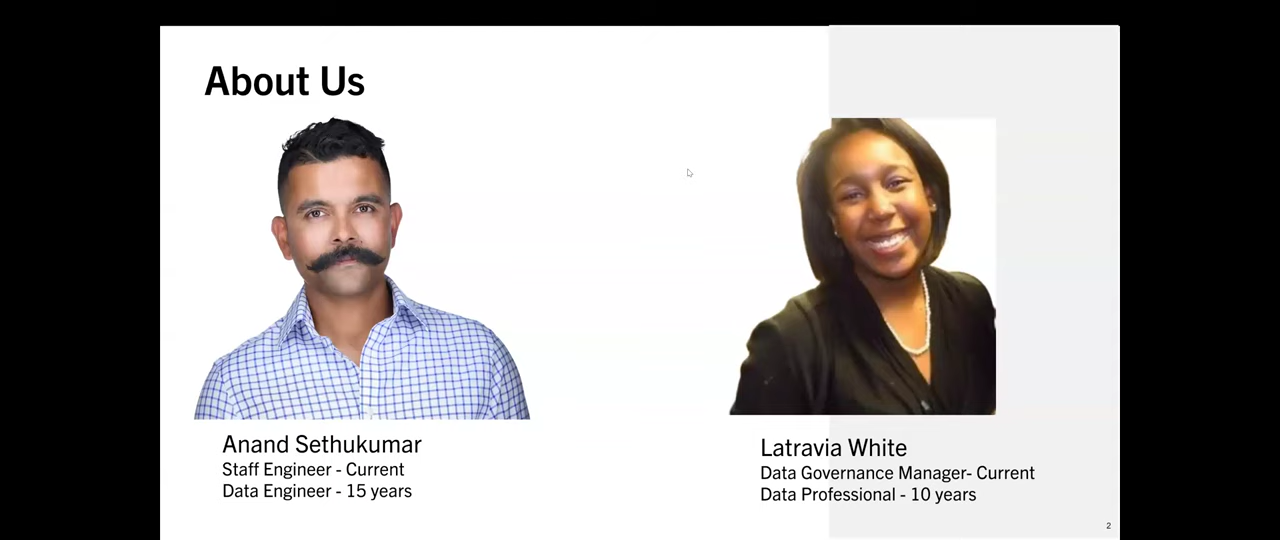 About Us
Anand Sethukumar
Staff Engineer - Current
Data Engineer - 15 years
Latravia White
Data Governance Manager- Current
Data Professional - 10 years
2